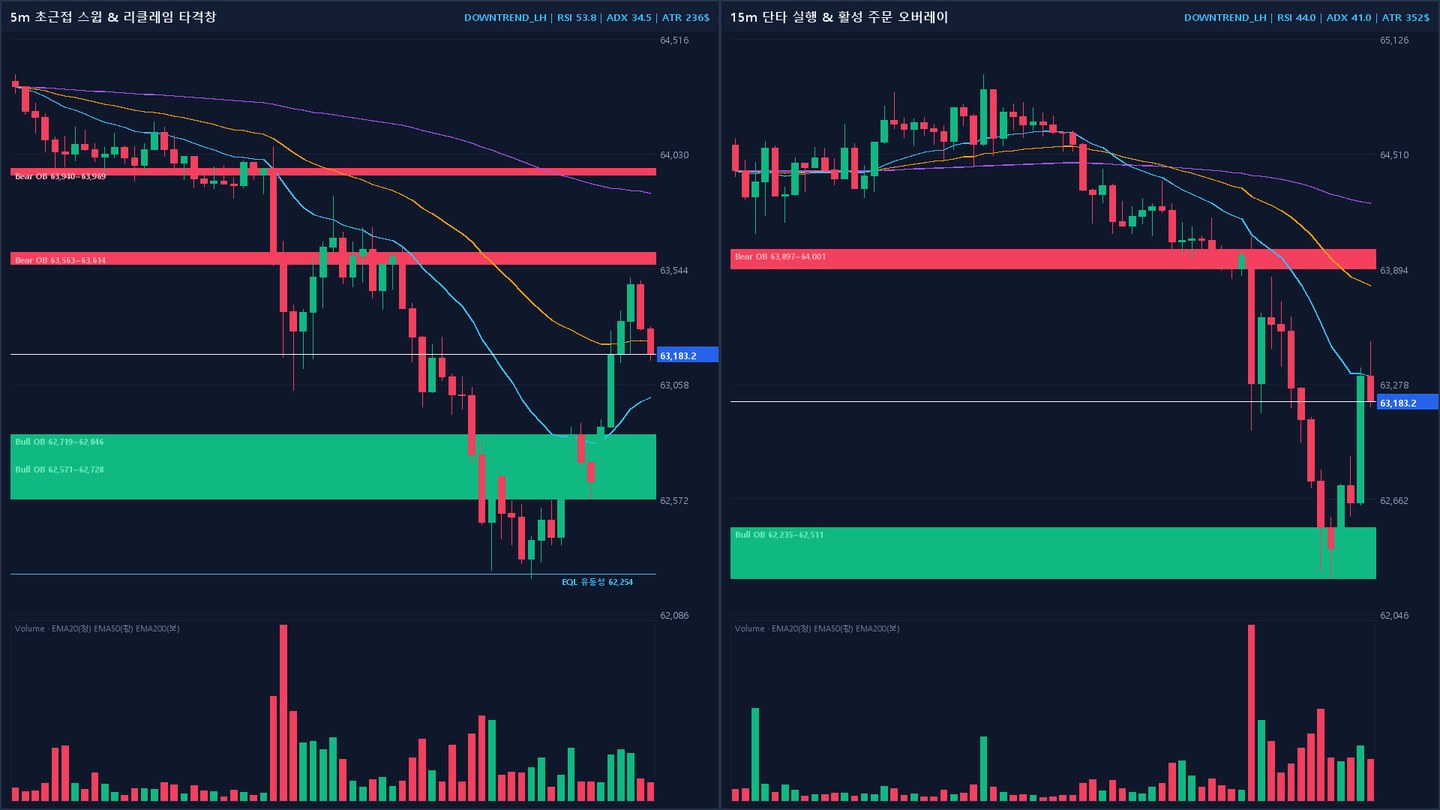 5m 초근접 스윕 & 리클레임 타격창
DOWNTREND_LH | RSI 53.8 | ADX 34.5 | ATR 236$
64,516
64,030
63,544
63,183.2
63,058
62,572
62,086
Bear OB 63,940~63,969
Bear OB 63,563~63,614
Bull OB 62,719~62,846
Bull OB 62,571~62,728
EQL 유동성 62,254
Volume · EMA20(청) EMA50(황) EMA200(보)
15m 단타 실행 & 활성 주문 오버레이
DOWNTREND_LH | RSI 44.0 | ADX 41.0 | ATR 352$
65,126
64,510
63,894
63,278
63,183.2
62,662
62,046
Bear OB 63,897~64,001
Bull OB 62,235~62,511
Volume · EMA20(청) EMA50(황) EMA200(보)